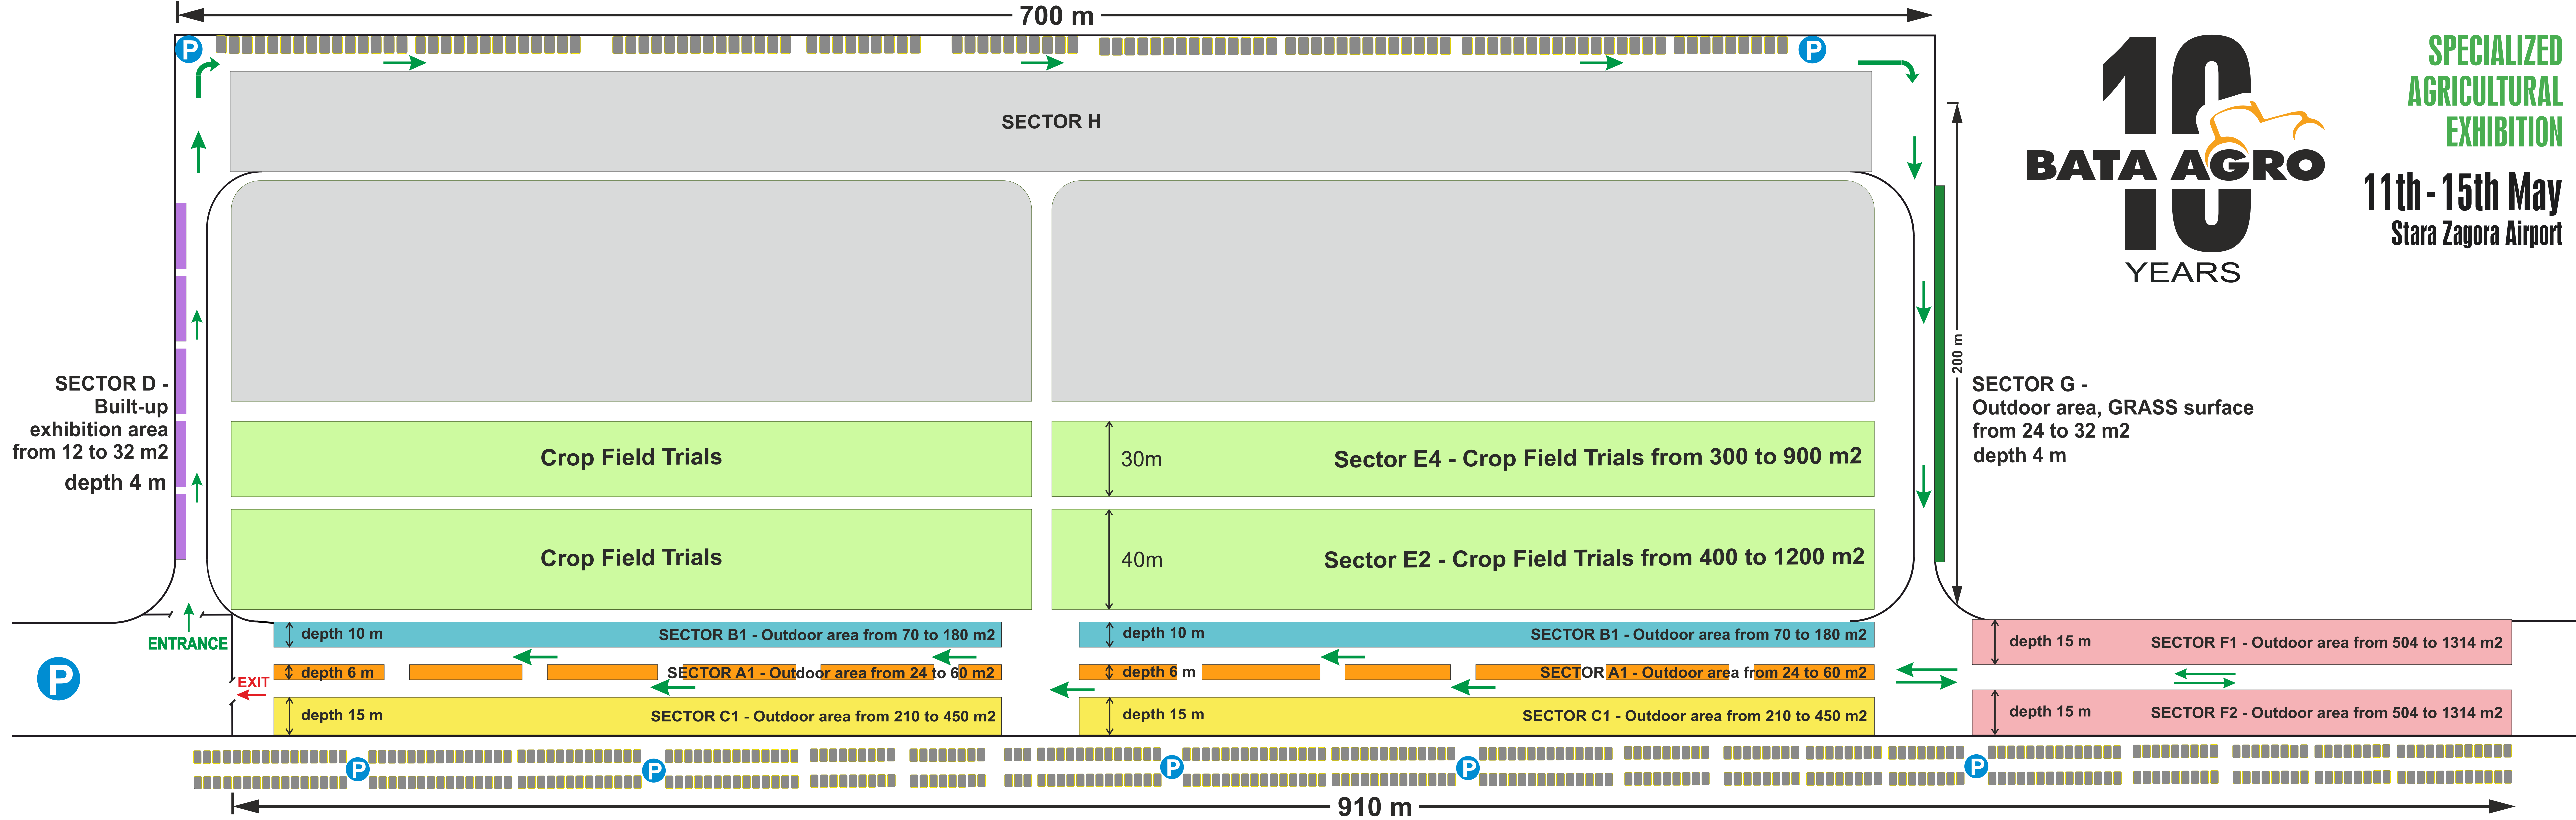 700 m
P
P
SECTOR H
10
BATA AGRO
YEARS
SPECIALIZED
AGRICULTURAL
EXHIBITION
11th - 15th May
Stara Zagora Airport
200 m
SECTOR D -
Built-up
exhibition area
from 12 to 32 m2
depth 4 m
SECTOR G -
Outdoor area, GRASS surface
from 24 to 32 m2
depth 4 m
Crop Field Trials
30m
Sector E4 - Crop Field Trials from 300 to 900 m2
Crop Field Trials
40m
Sector E2 - Crop Field Trials from 400 to 1200 m2
ENTRANCE
depth 10 m
SECTOR B1 - Outdoor area from 70 to 180 m2
depth 10 m
SECTOR B1 - Outdoor area from 70 to 180 m2
depth 15 m
SECTOR F1 - Outdoor area from 504 to 1314 m2
P
EXIT
depth 6 m
SECTOR A1 - Outdoor area from 24 to 60 m2
depth 6 m
SECTOR A1 - Outdoor area from 24 to 60 m2
depth 15 m
SECTOR C1 - Outdoor area from 210 to 450 m2
depth 15 m
SECTOR C1 - Outdoor area from 210 to 450 m2
depth 15 m
SECTOR F2 - Outdoor area from 504 to 1314 m2
P
P
P
P
P
910 m